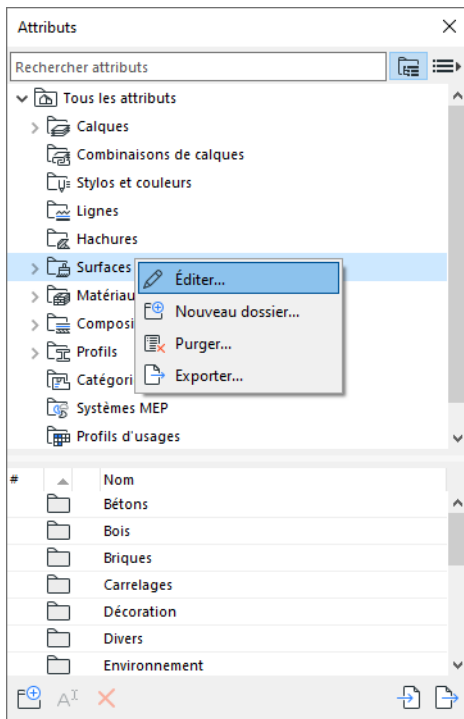 Attributs
Rechercher attributs
Tous les attributs
Calques
Combinaisons de calques
Stylos et couleurs
Lignes
Hachures
Surfaces
Éditer...
Matériau
Nouveau dossier...
Composi
Purger...
Profils
Catégori
Exporter...
Systèmes MEP
Profils d'usages
# Nom
Bétons
Bois
Briques
Carrelages
Décoration
Divers
Environnement